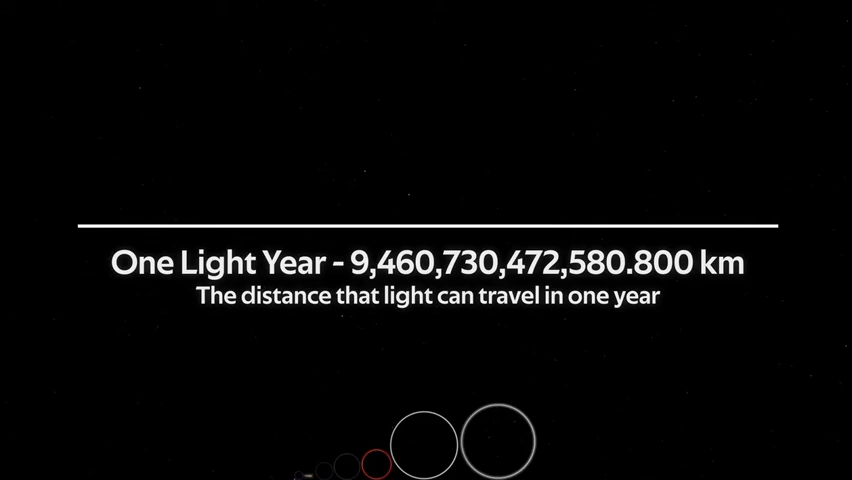 One Light Year - 9,460,730,472,580.800 km
The distance that light can travel in one year